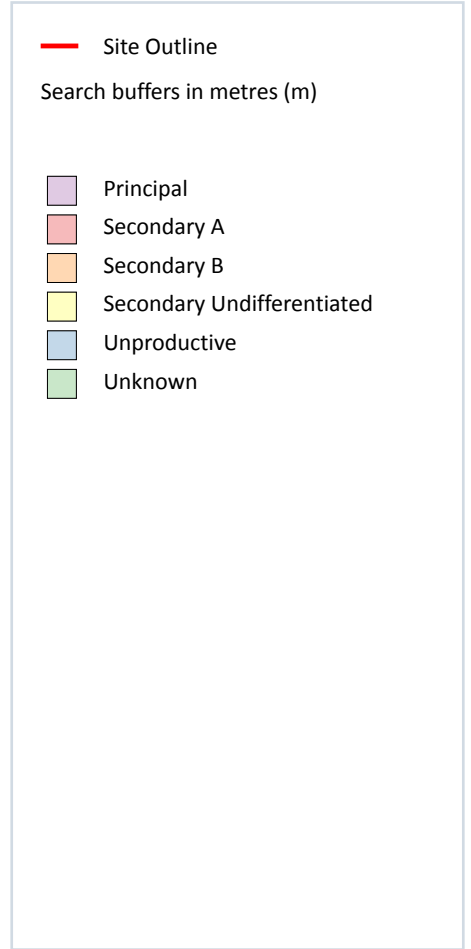 Site Outline
Search buffers in metres (m)
Principal
Secondary A
Secondary B
Secondary Undifferentiated
Unproductive
Unknown